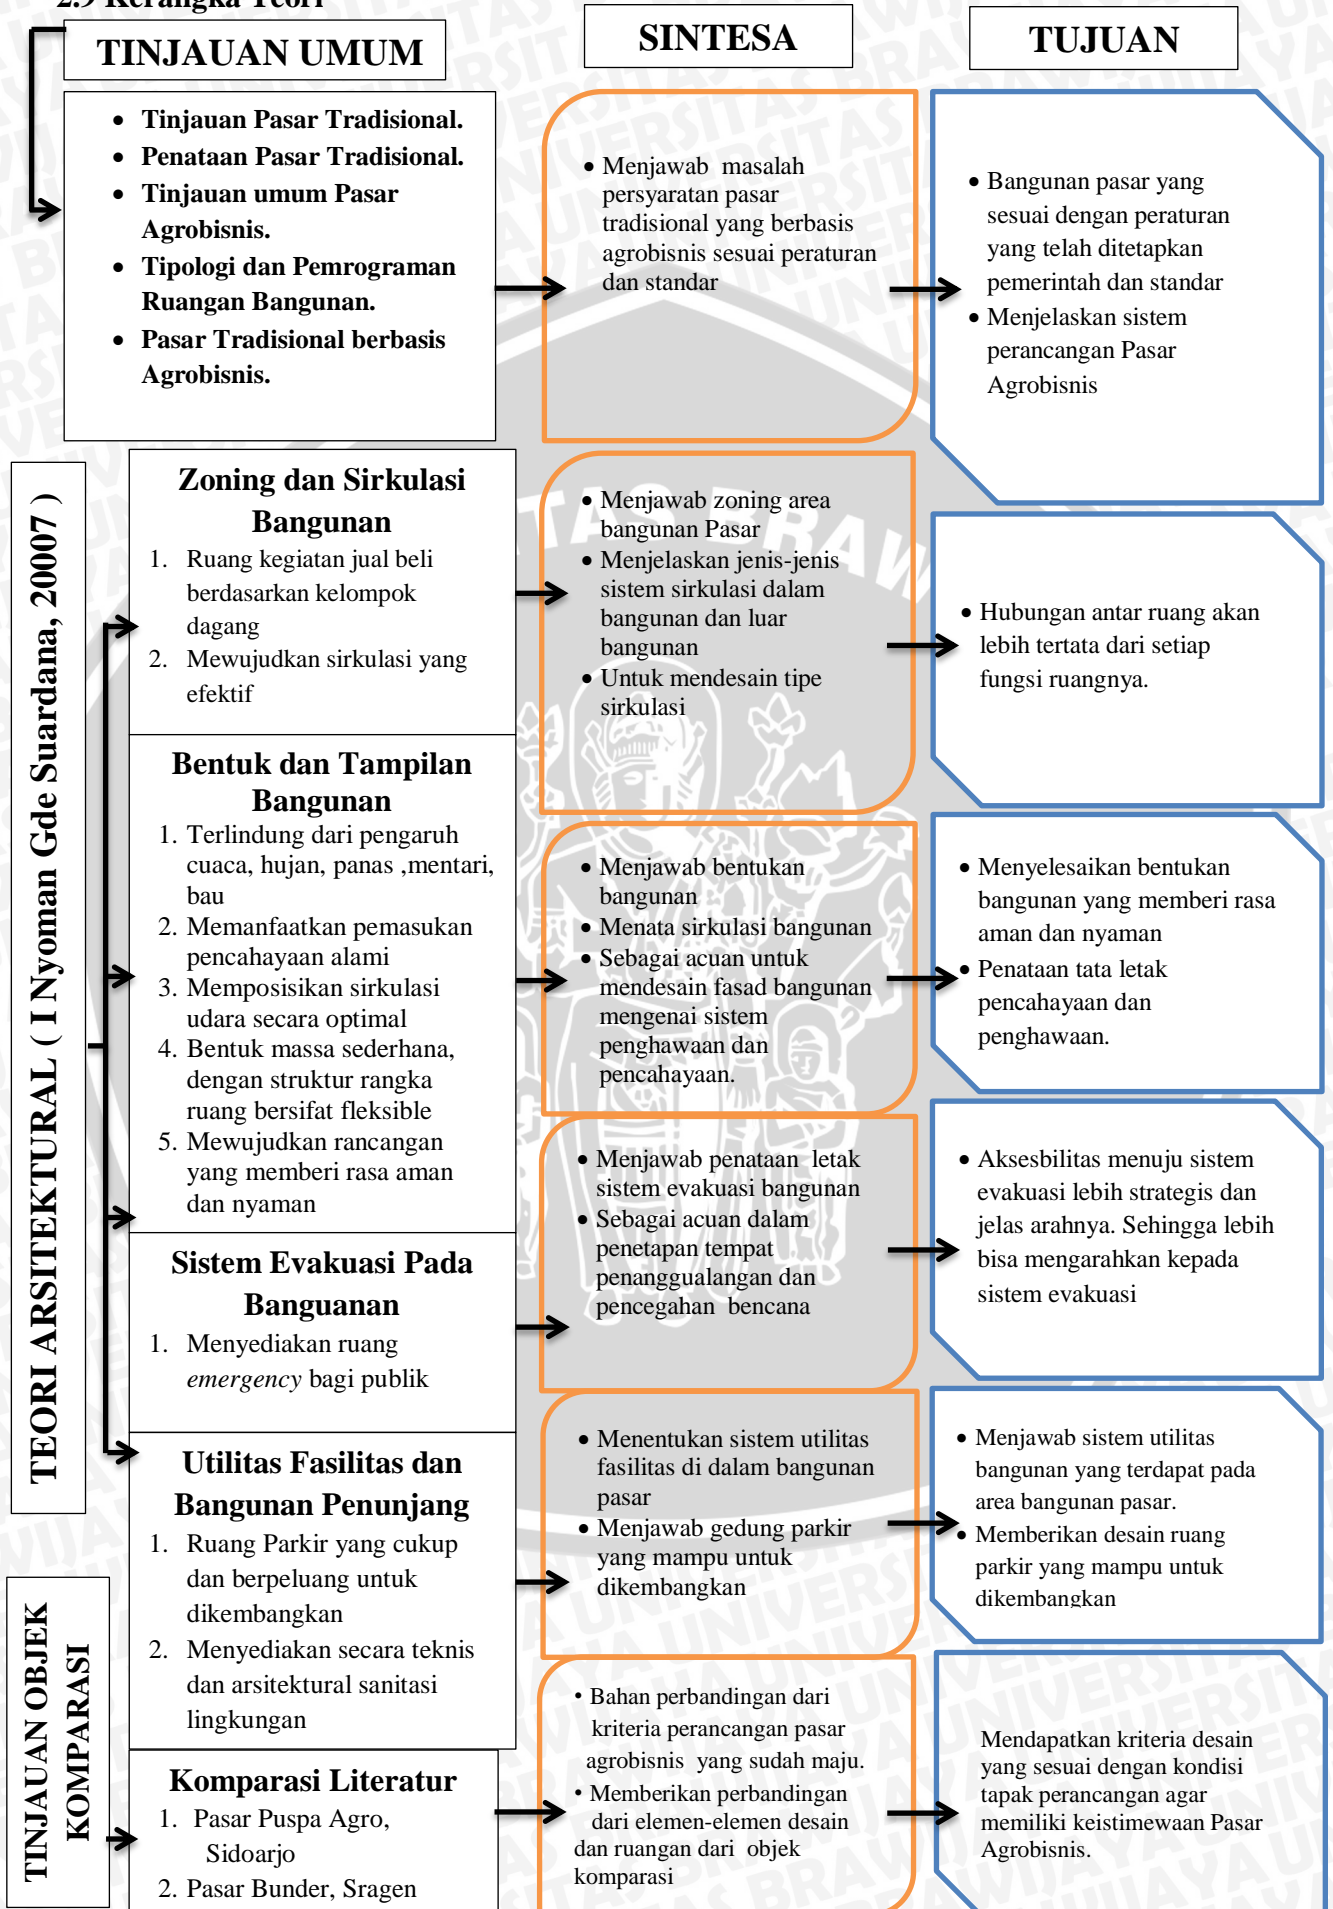 2.9 Kerangka Teori
TINJAUAN UMUM
SINTESA
TUJUAN
• Tinjauan Pasar Tradisional.
• Penataan Pasar Tradisional.
• Tinjauan umum Pasar
Agrobisnis.
• Tipologi dan Pemrograman
Ruangan Bangunan.
• Pasar Tradisional berbasis
Agrobisnis.
• Menjawab masalah
persyaratan pasar
tradisional yang berbasis
agrobisnis sesuai peraturan
dan standar
• Bangunan pasar yang
sesuai dengan peraturan
yang telah ditetapkan
pemerintah dan standar
• Menjelaskan sistem
perancangan Pasar
Agrobisnis
TEORI ARSITEKTURAL ( I Nyoman Gde Suardana, 20007 )
Zoning dan Sirkulasi
Bangunan
1. Ruang kegiatan jual beli
berdasarkan kelompok
dagang
2. Mewujudkan sirkulasi yang
efektif
• Menjawab zoning area
bangunan Pasar
• Menjelaskan jenis-jenis
sistem sirkulasi dalam
bangunan dan luar
bangunan
• Untuk mendesain tipe
sirkulasi
• Hubungan antar ruang akan
lebih tertata dari setiap
fungsi ruangnya.
Bentuk dan Tampilan
Bangunan
1. Terlindung dari pengaruh
cuaca, hujan, panas ,mentari,
bau
2. Memanfaatkan pemasukan
pencahayaan alami
3. Memposisikan sirkulasi
udara secara optimal
4. Bentuk massa sederhana,
dengan struktur rangka
ruang bersifat fleksible
5. Mewujudkan rancangan
yang memberi rasa aman
dan nyaman
• Menjawab bentukan
bangunan
• Menata sirkulasi bangunan
• Sebagai acuan untuk
mendesain fasad bangunan
mengenai sistem
penghawaan dan
pencahayaan.
• Menyelesaikan bentukan
bangunan yang memberi rasa
aman dan nyaman
• Penataan tata letak
pencahayaan dan
penghawaan.
Sistem Evakuasi Pada
Banguanan
1. Menyediakan ruang
emergency bagi publik
• Menjawab penataan letak
sistem evakuasi bangunan
• Sebagai acuan dalam
penetapan tempat
penanggualangan dan
pencegahan bencana
• Aksesbilitas menuju sistem
evakuasi lebih strategis dan
jelas arahnya. Sehingga lebih
bisa mengarahkan kepada
sistem evakuasi
Utilitas Fasilitas dan
Bangunan Penunjang
1. Ruang Parkir yang cukup
dan berpeluang untuk
dikembangkan
2. Menyediakan secara teknis
dan arsitektural sanitasi
lingkungan
• Menentukan sistem utilitas
fasilitas di dalam bangunan
pasar
• Menjawab gedung parkir
yang mampu untuk
dikembangkan
• Menjawab sistem utilitas
bangunan yang terdapat pada
area bangunan pasar.
• Memberikan desain ruang
parkir yang mampu untuk
dikembangkan
TINJAUAN OBJEK
KOMPARASI
Komparasi Literatur
1. Pasar Puspa Agro,
Sidoarjo
2. Pasar Bunder, Sragen
• Bahan perbandingan dari
kriteria perancangan pasar
agrobisnis yang sudah maju.
• Memberikan perbandingan
dari elemen-elemen desain
dan ruangan dari objek
komparasi
Mendapatkan kriteria desain
yang sesuai dengan kondisi
tapak perancangan agar
memiliki keistimewaan Pasar
Agrobisnis.